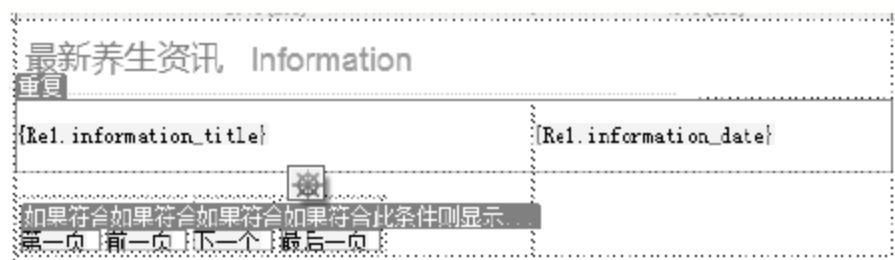 最新养生资讯 Information
重复
{Re1.information_title} {Re1.information_date}
如果符合如果符合如果符合如果符合此条件则显示...
第一页 前一页 下一个 最后一页